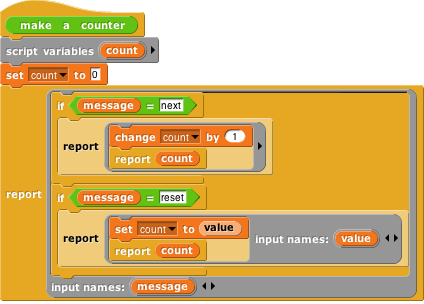 make a counter
script variables count
set count to 0
if message = next
change count by 1
report
report count
if message = reset
report
set count to value
report input names: value
report count
input names: message